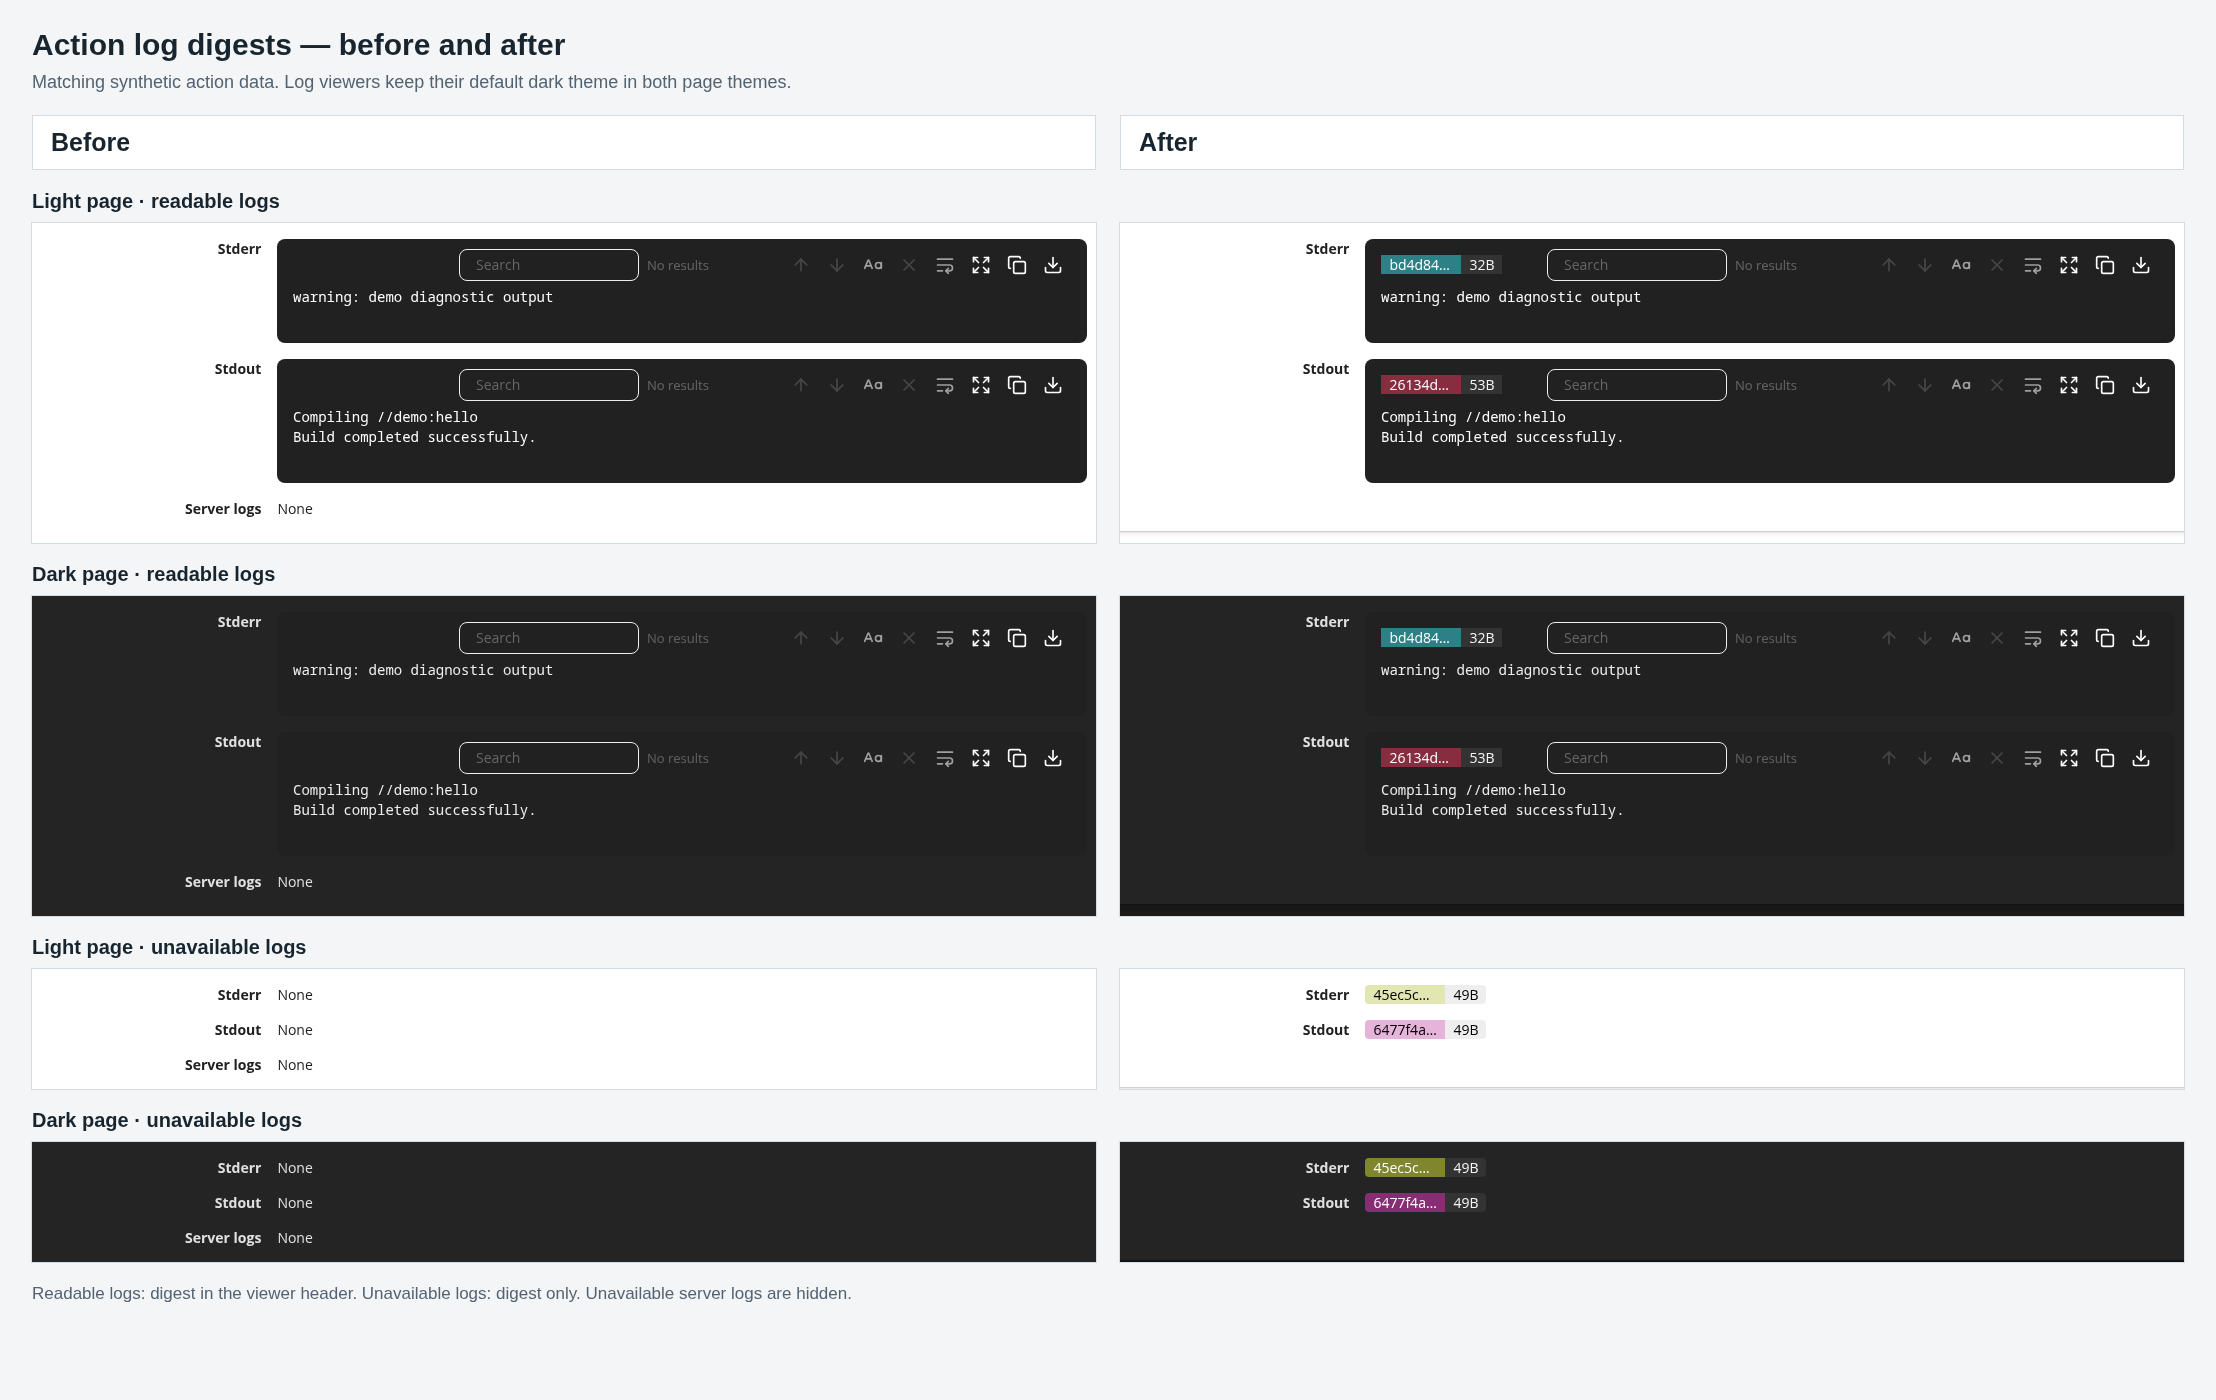 Action log digests — before and after
Matching synthetic action data. Log viewers keep their default dark theme in both page themes.
Before
After
Light page · readable logs
Stderr
Search No results Aa
warning: demo diagnostic output
Stdout
Search No results Aa
Compiling //demo:hello
Build completed successfully.
Server logs None
Stderr
bd4d84... 32B Search No results Aa
warning: demo diagnostic output
Stdout
26134d... 53B Search No results Aa
Compiling //demo:hello
Build completed successfully.
Dark page · readable logs
Stderr
Search No results Aa
warning: demo diagnostic output
Stdout
Search No results Aa
Compiling //demo:hello
Build completed successfully.
Server logs None
Stderr
bd4d84... 32B Search No results Aa
warning: demo diagnostic output
Stdout
26134d... 53B Search No results Aa
Compiling //demo:hello
Build completed successfully.
Light page · unavailable logs
Stderr None
Stdout None
Server logs None
Stderr 45ec5c... 49B
Stdout 6477f4a... 49B
Dark page · unavailable logs
Stderr None
Stdout None
Server logs None
Stderr 45ec5c... 49B
Stdout 6477f4a... 49B
Readable logs: digest in the viewer header. Unavailable logs: digest only. Unavailable server logs are hidden.